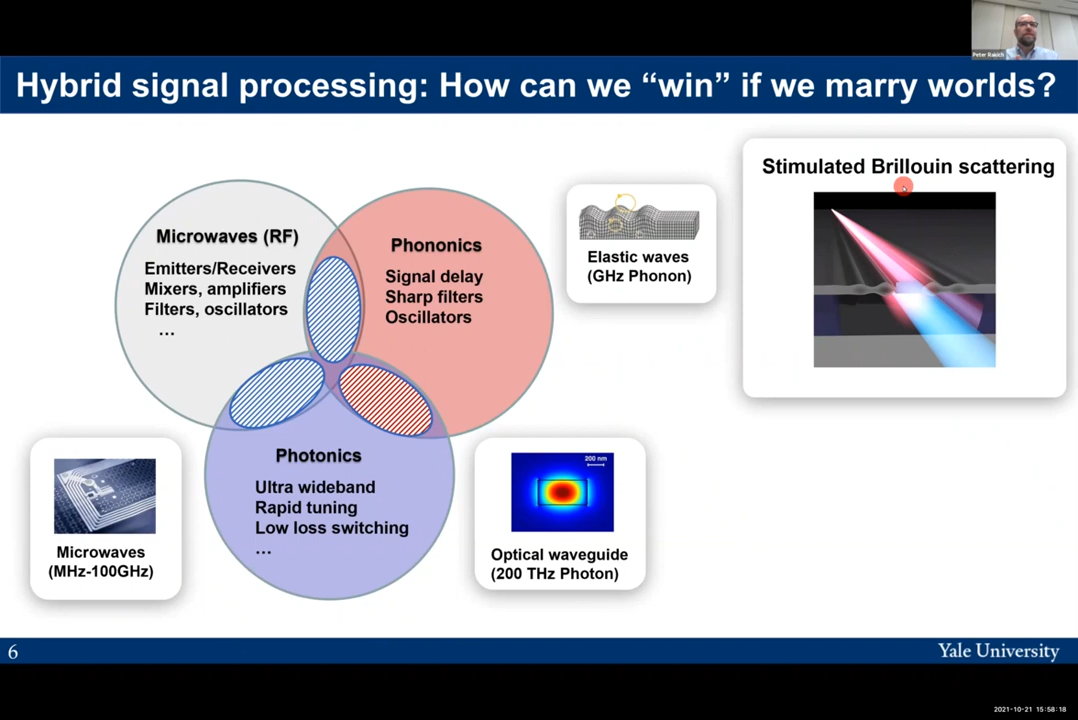 Peter Rakich
Hybrid signal processing: How can we “win” if we marry worlds?
Microwaves (RF)
Emitters/Receivers
Mixers, amplifiers
Filters, oscillators
…
Phononics
Signal delay
Sharp filters
Oscillators
Photonics
Ultra wideband
Rapid tuning
Low loss switching
…
Elastic waves
(GHz Phonon)
Stimulated Brillouin scattering
Microwaves
(MHz-100GHz)
200 nm
Optical waveguide
(200 THz Photon)
6
Yale University
2021-10-21 15:58:18